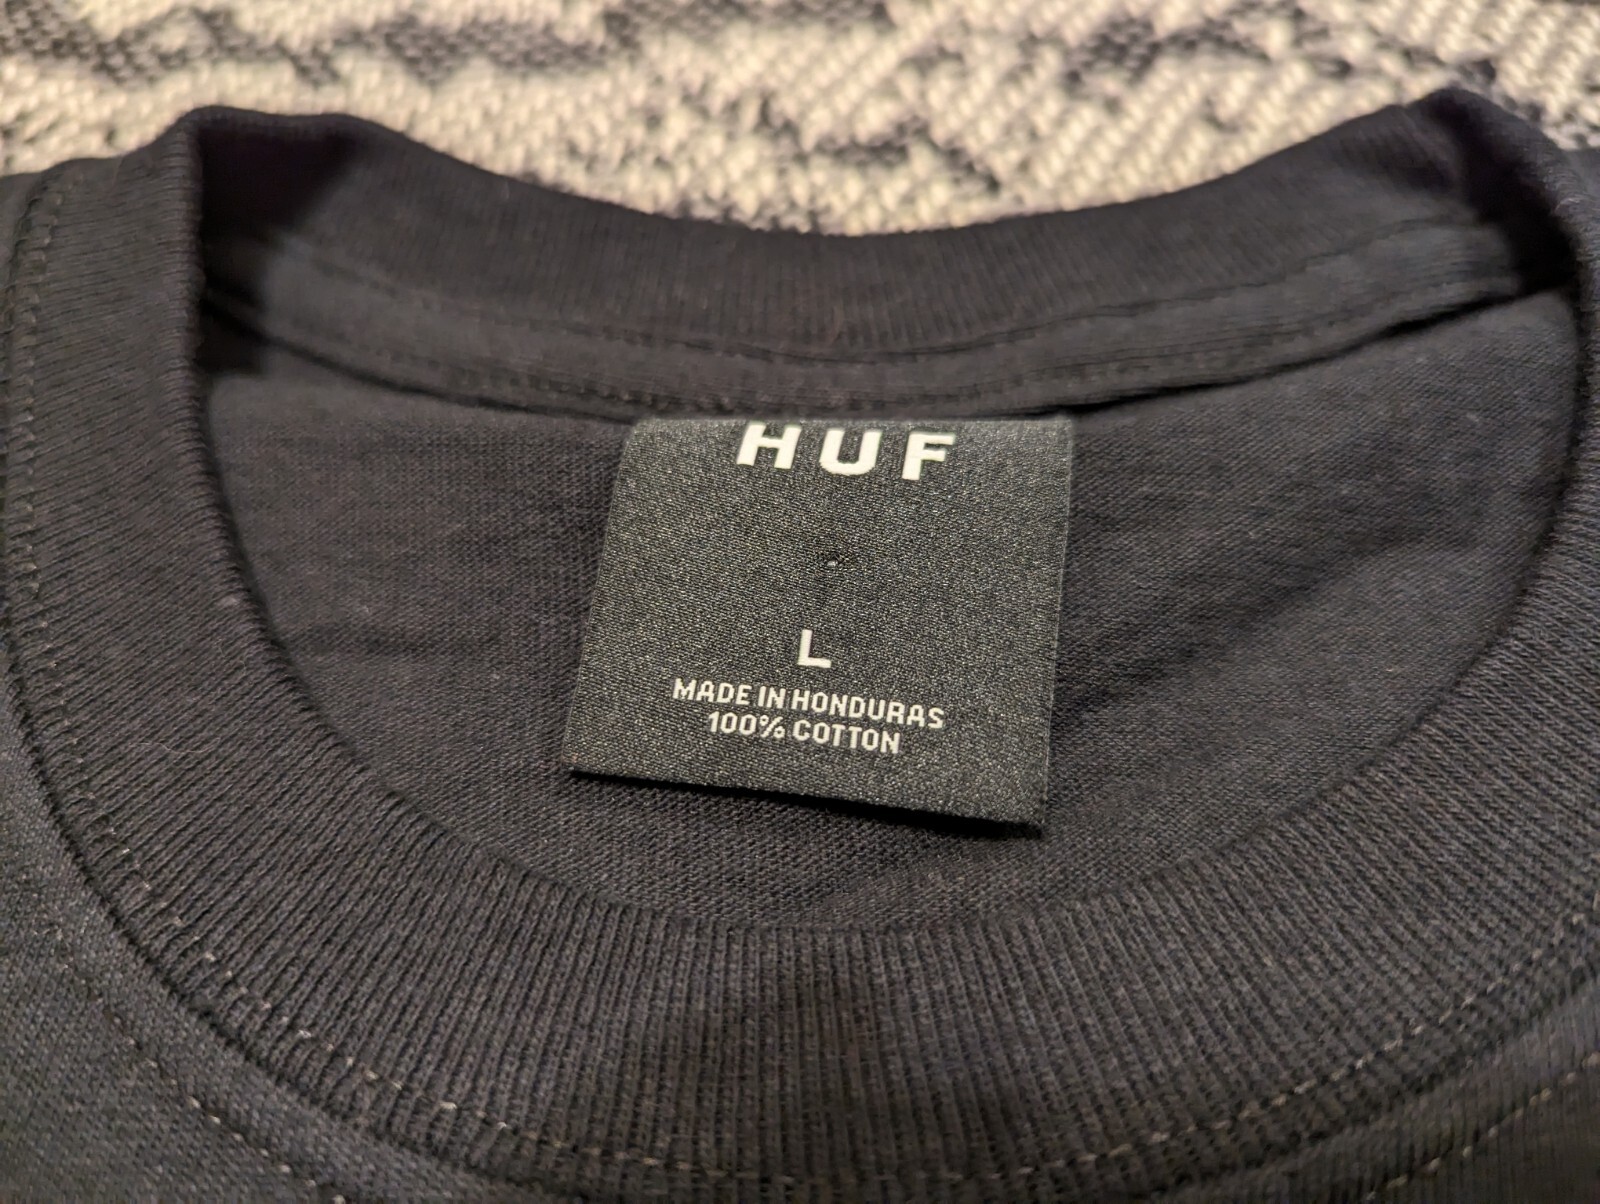 HUF
L
MADE IN HONDURAS
100% COTTON